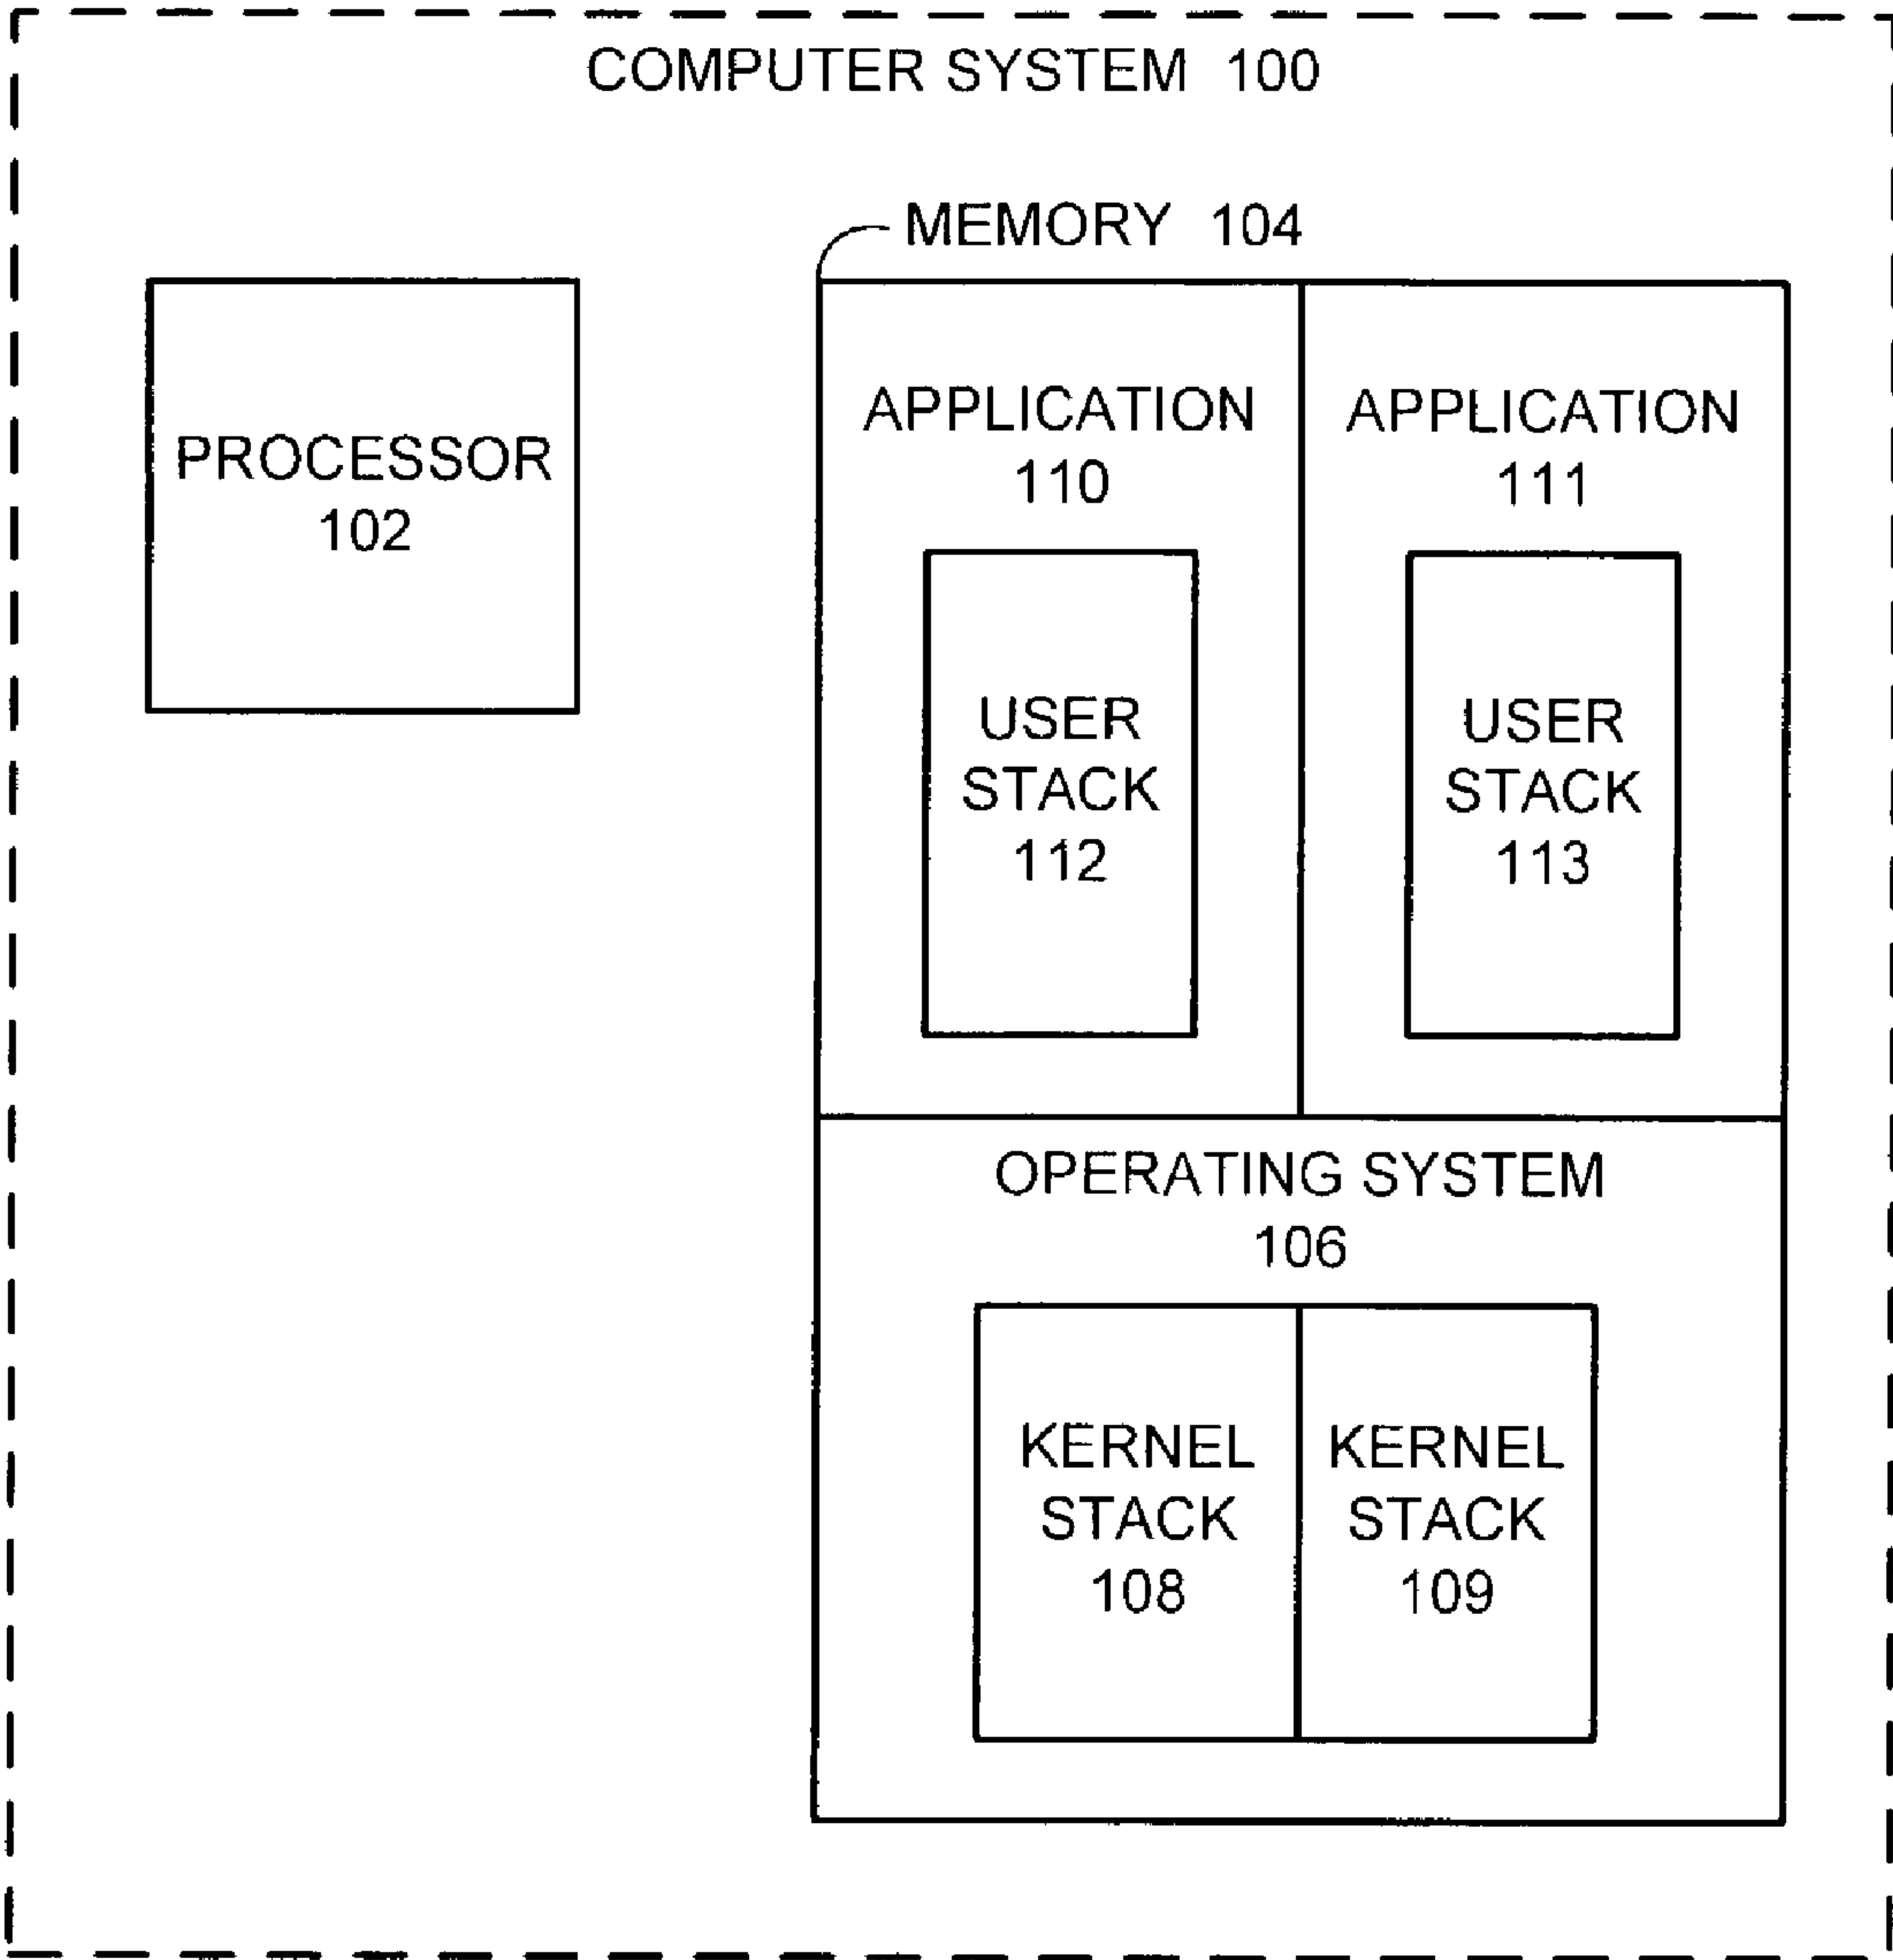 COMPUTER SYSTEM 100
MEMORY 104
PROCESSOR
102
APPLICATION
110
APPLICATION
111
USER
STACK
112
USER
STACK
113
OPERATING SYSTEM
106
KERNEL
STACK
108
KERNEL
STACK
109